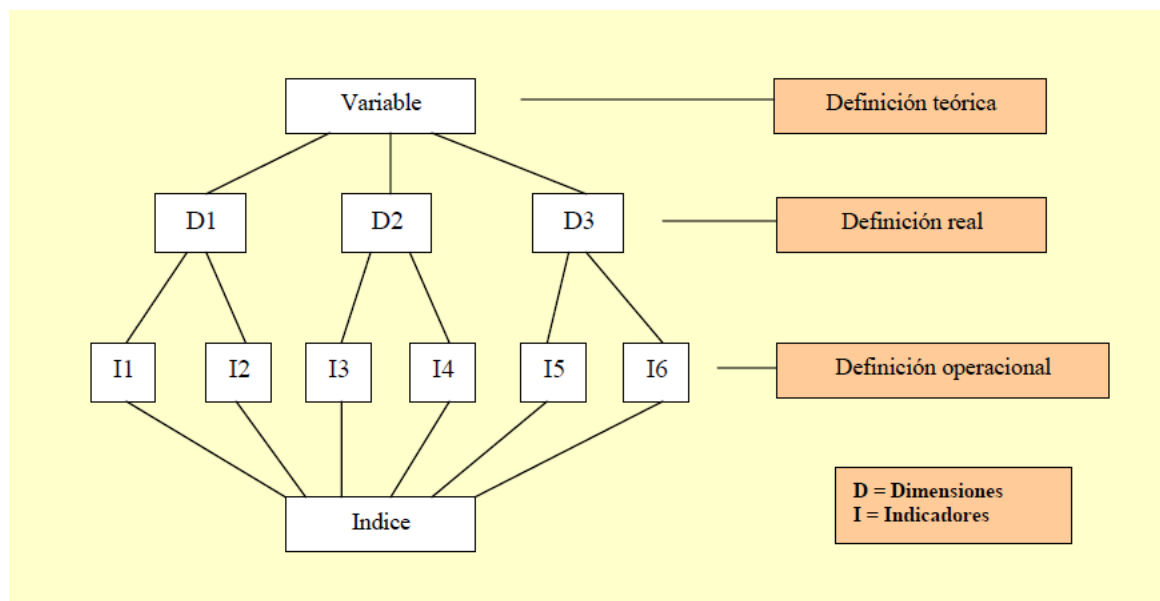 Variable
Definición teórica
D1
D2
D3
Definición real
I1
I2
I3
I4
I5
I6
Definición operacional
D = Dimensiones
I = Indicadores
Indice